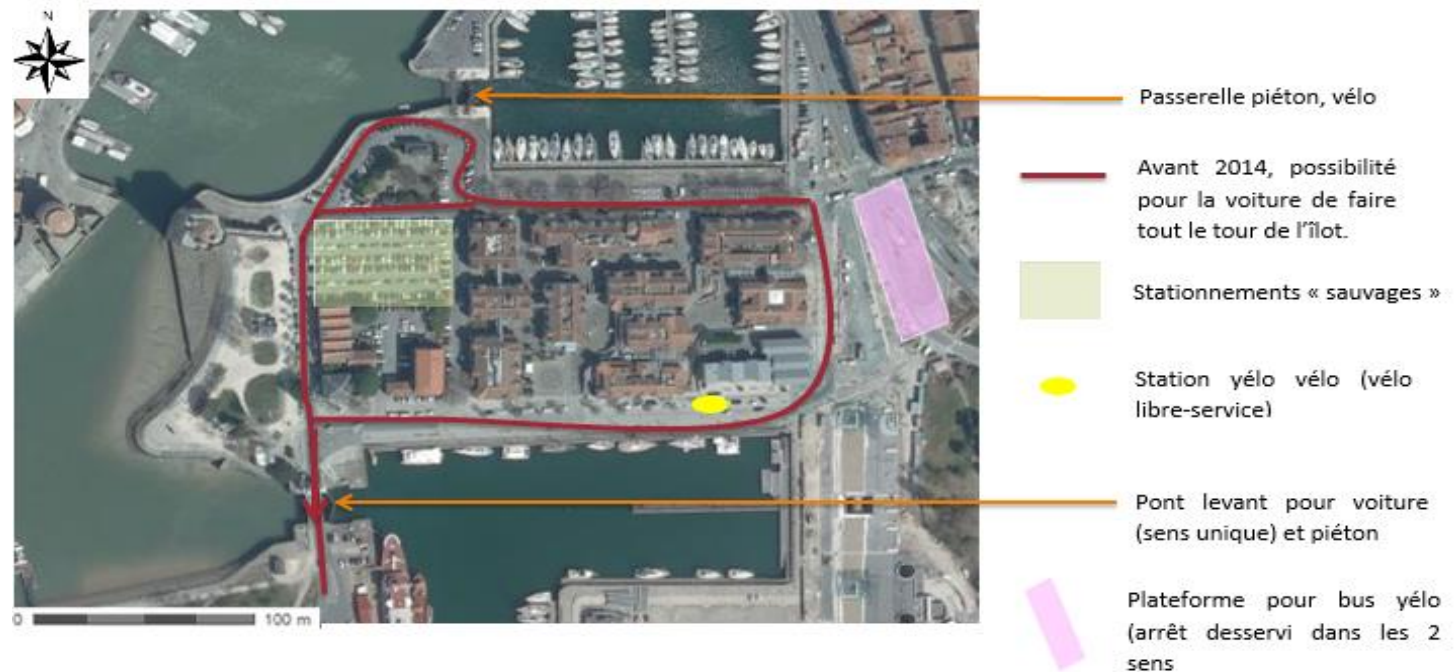 N
Passerelle piéton, vélo
Avant 2014, possibilité
pour la voiture de faire
tout le tour de l’îlot.
Stationnements « sauvages »
Station yélo vélo (vélo
libre-service)
Pont levant pour voiture
(sens unique) et piéton
Plateforme pour bus yélo
(arrêt desservi dans les 2
sens
0 100 m